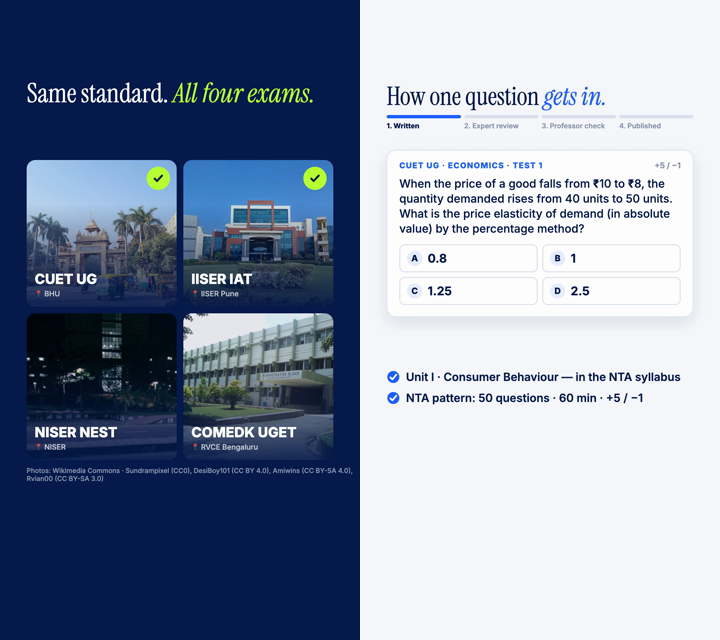 Same standard. All four exams.
CUET UG
📍 BHU
IISER IAT
📍 IISER Pune
NISER NEST
📍 NISER
COMEDK UGET
📍 RVCE Bengaluru
Photos: Wikimedia Commons · Sundrampixel (CC0), DesiBoy101 (CC BY 4.0), Amiwins (CC BY-SA 4.0),
Rvian00 (CC BY-SA 3.0)
How one question gets in.
1. Written
2. Expert review
3. Professor check
4. Published
CUET UG · ECONOMICS · TEST 1
+5 / −1
When the price of a good falls from ₹10 to ₹8, the
quantity demanded rises from 40 units to 50 units.
What is the price elasticity of demand (in absolute
value) by the percentage method?
A 0.8
B 1
C 1.25
D 2.5
Unit I · Consumer Behaviour — in the NTA syllabus
NTA pattern: 50 questions · 60 min · +5 / −1